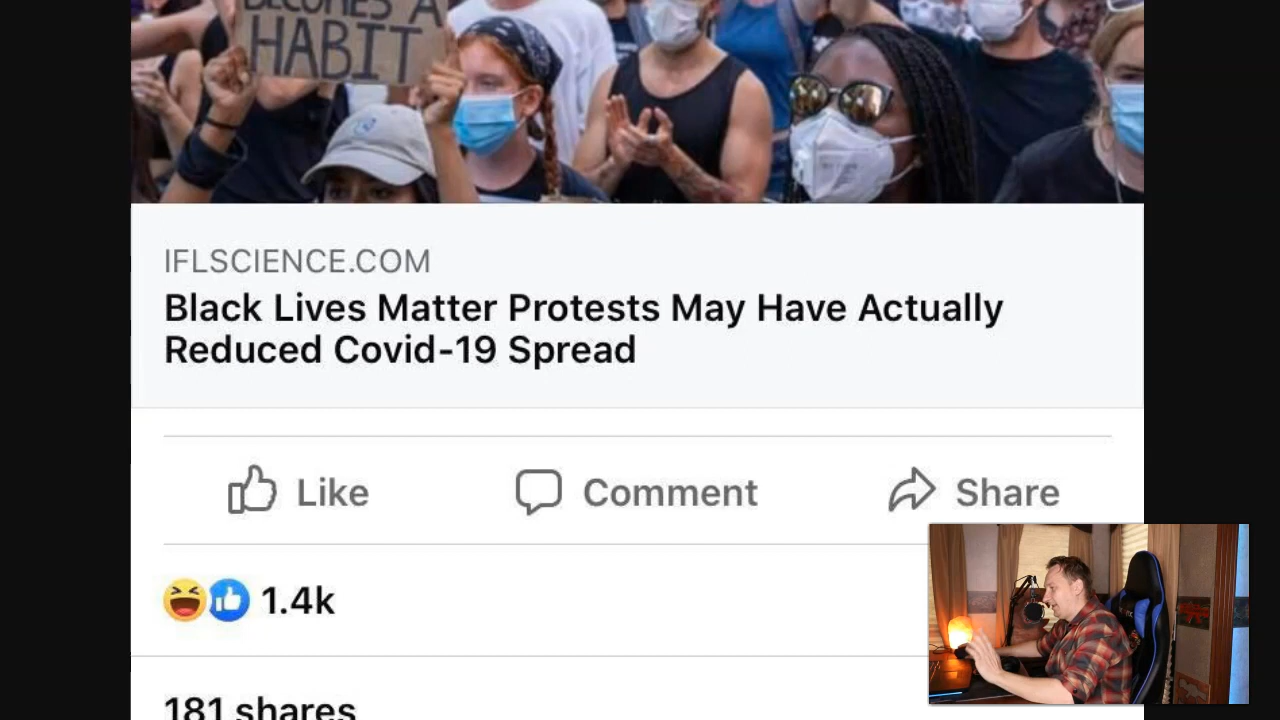 BECOMES A
HABIT
IFLSCIENCE.COM
Black Lives Matter Protests May Have Actually
Reduced Covid-19 Spread
Like
Comment
Share
1.4k
181 shares